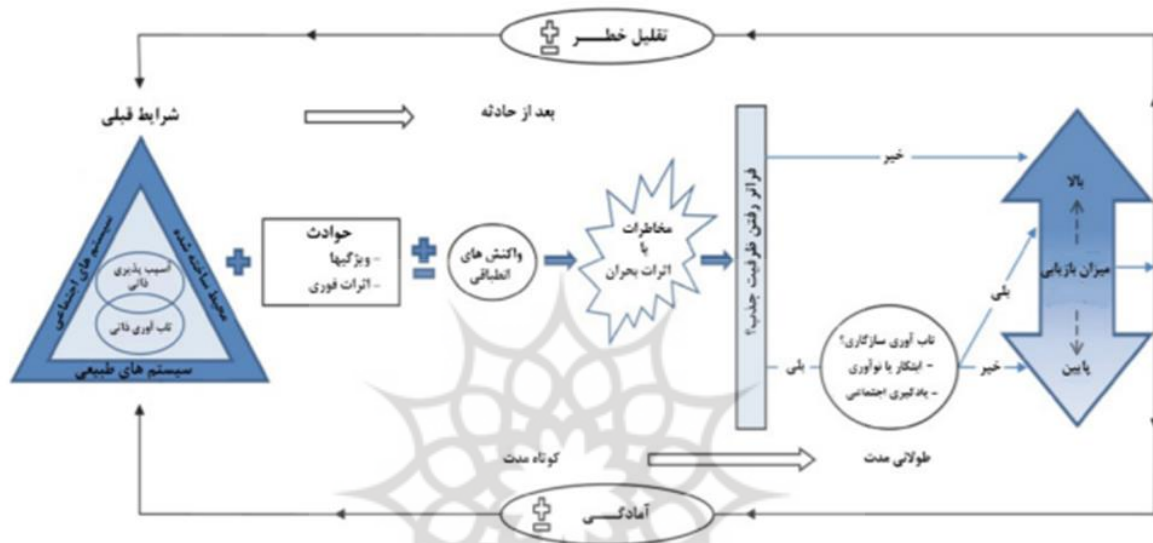 تقلیل خطـــر
شرایط قبلی
بعد از حادثه
سیستم های اجتماعی
محیط ساخته شده
سیستم های طبیعی
آسیب پذیری
ذاتی
تاب آوری ذاتی
حوادث
- ویژگیها
- اثرات فوری
واکنش های
انطباقی
مخاطرات
یا
اثرات بحران
فراتر رفتن ظرفیت جذب؟
خیر
بلی
تاب آوری سازگاری؟
- ابتکار یا نوآوری
- یادگیری اجتماعی
بلی
خیر
بالا
میزان بازیابی
پایین
کوتاه مدت
طولانی مدت
آمادگـــی